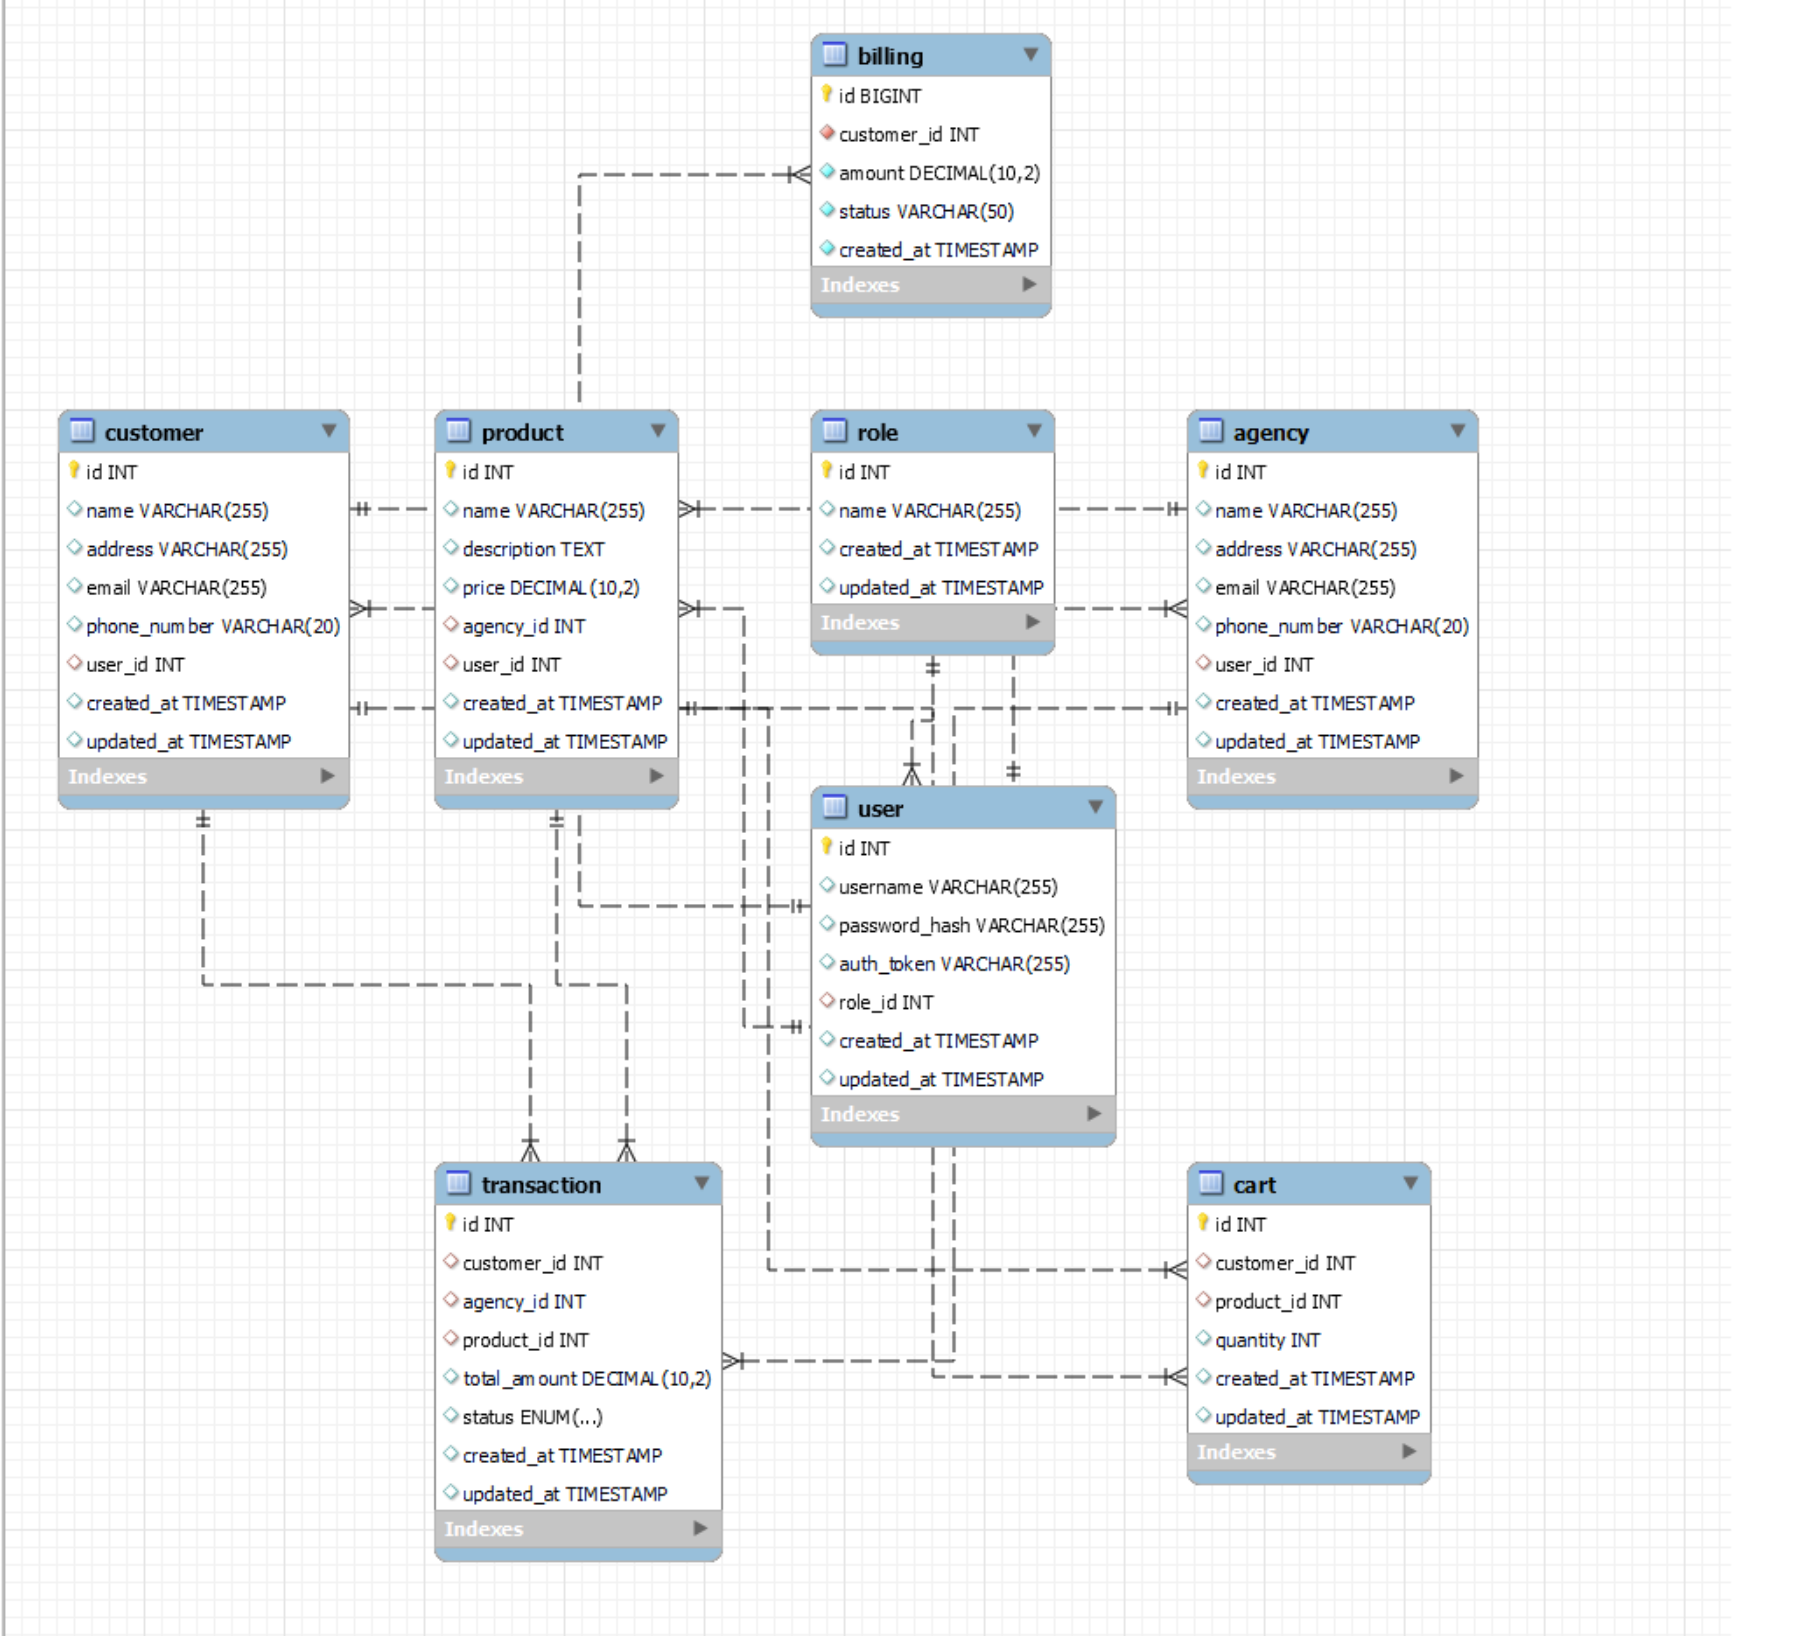 billing
id BIGINT
customer_id INT
amount DECIMAL(10,2)
status VARCHAR(50)
created_at TIMESTAMP
Indexes
customer
id INT
name VARCHAR(255)
address VARCHAR(255)
email VARCHAR(255)
phone_number VARCHAR(20)
user_id INT
created_at TIMESTAMP
updated_at TIMESTAMP
Indexes
product
id INT
name VARCHAR(255)
description TEXT
price DECIMAL(10,2)
agency_id INT
user_id INT
created_at TIMESTAMP
updated_at TIMESTAMP
Indexes
role
id INT
name VARCHAR(255)
created_at TIMESTAMP
updated_at TIMESTAMP
Indexes
agency
id INT
name VARCHAR(255)
address VARCHAR(255)
email VARCHAR(255)
phone_number VARCHAR(20)
user_id INT
created_at TIMESTAMP
updated_at TIMESTAMP
Indexes
user
id INT
username VARCHAR(255)
password_hash VARCHAR(255)
auth_token VARCHAR(255)
role_id INT
created_at TIMESTAMP
updated_at TIMESTAMP
Indexes
transaction
id INT
customer_id INT
agency_id INT
product_id INT
total_amount DECIMAL(10,2)
status ENUM(...)
created_at TIMESTAMP
updated_at TIMESTAMP
Indexes
cart
id INT
customer_id INT
product_id INT
quantity INT
created_at TIMESTAMP
updated_at TIMESTAMP
Indexes